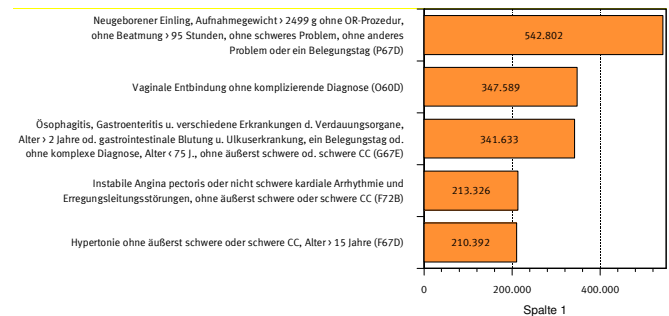 Neugeborener Einling, Aufnahmegewicht > 2499 g ohne OR-Prozedur,
ohne Beatmung > 95 Stunden, ohne schweres Problem, ohne anderes
Problem oder ein Belegungstag (P67D)
542.802
Vaginale Entbindung ohne komplizierende Diagnose (O60D)
347.589
Ösophagitis, Gastroenteritis u. verschiedene Erkrankungen d. Verdauungsorgane,
Alter > 2 Jahre od. gastrointestinale Blutung u. Ulkuserkrankung, ein Belegungstag od.
ohne komplexe Diagnose, Alter < 75 J., ohne äußerst schwere od. schwere CC (G67E)
341.633
Instabile Angina pectoris oder nicht schwere kardiale Arrhythmie und
Erregungsleitungsstörungen, ohne äußerst schwere oder schwere CC (F72B)
213.326
Hypertonie ohne äußerst schwere oder schwere CC, Alter > 15 Jahre (F67D)
210.392
0 200.000 400.000
Spalte 1